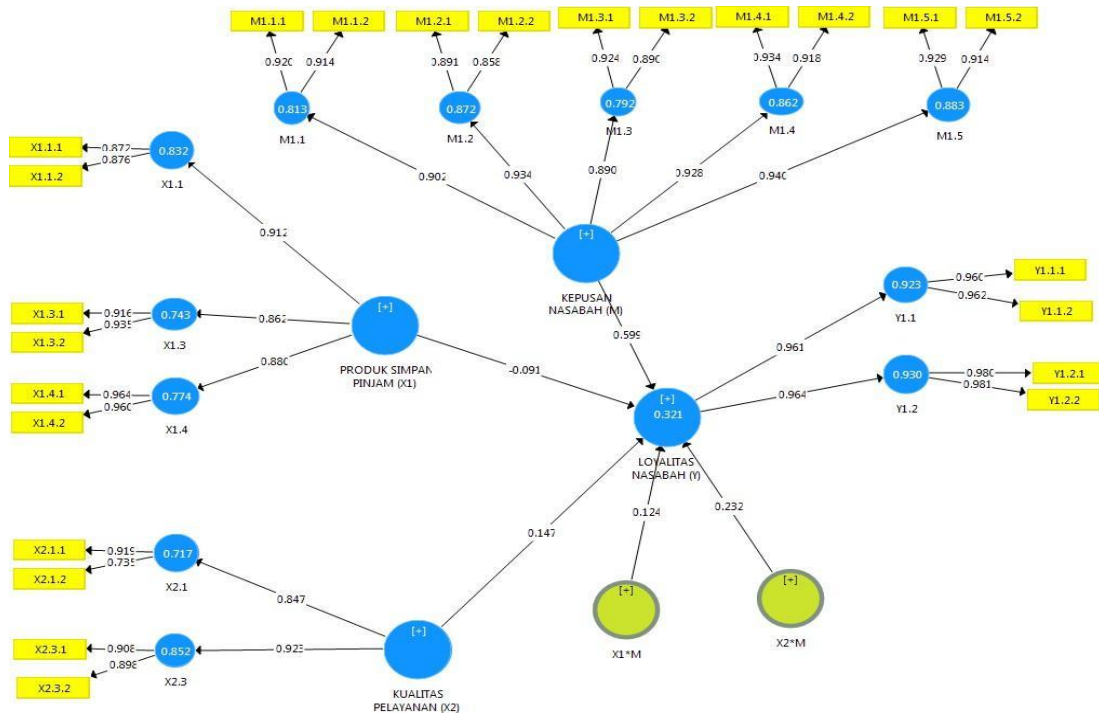 M1.1.1 M1.1.2 M1.2.1 M1.2.2 M1.3.1 M1.3.2 M1.4.1 M1.4.2 M1.5.1 M1.5.2
0.920 0.914 0.891 0.858 0.924 0.890 0.934 0.918 0.929 0.914
0.813 0.872 0.792 0.862 0.883
M1.1 M1.2 M1.3 M1.4 M1.5
X1.1.1 0.872 0.832
X1.1.2 0.876
X1.1
0.902 0.934 0.890 0.928 0.940
0.912
[+]
KEPUSAN
NASABAH (M)
X1.3.1 0.916 0.743
X1.3.2 0.935
X1.3
0.862
[+]
PRODUK SIMPAN
PINJAM (X1)
X1.4.1 0.964 0.774
X1.4.2 0.960
X1.4
0.880
0.599
-0.091
[+]
0.321
LOYALITAS
NASABAH (Y)
0.961
0.923 0.960 Y1.1.1
0.962 Y1.1.2
Y1.1
0.964
0.930 0.980 Y1.2.1
0.981 Y1.2.2
Y1.2
0.147
0.124
0.232
X2.1.1 0.919 0.717
X2.1.2 0.735
X2.1
0.847
X2.3.1 0.908 0.852
X2.3.2 0.898
X2.3
0.923
[+]
KUALITAS
PELAYANAN (X2)
[+]
X1*M
[+]
X2*M